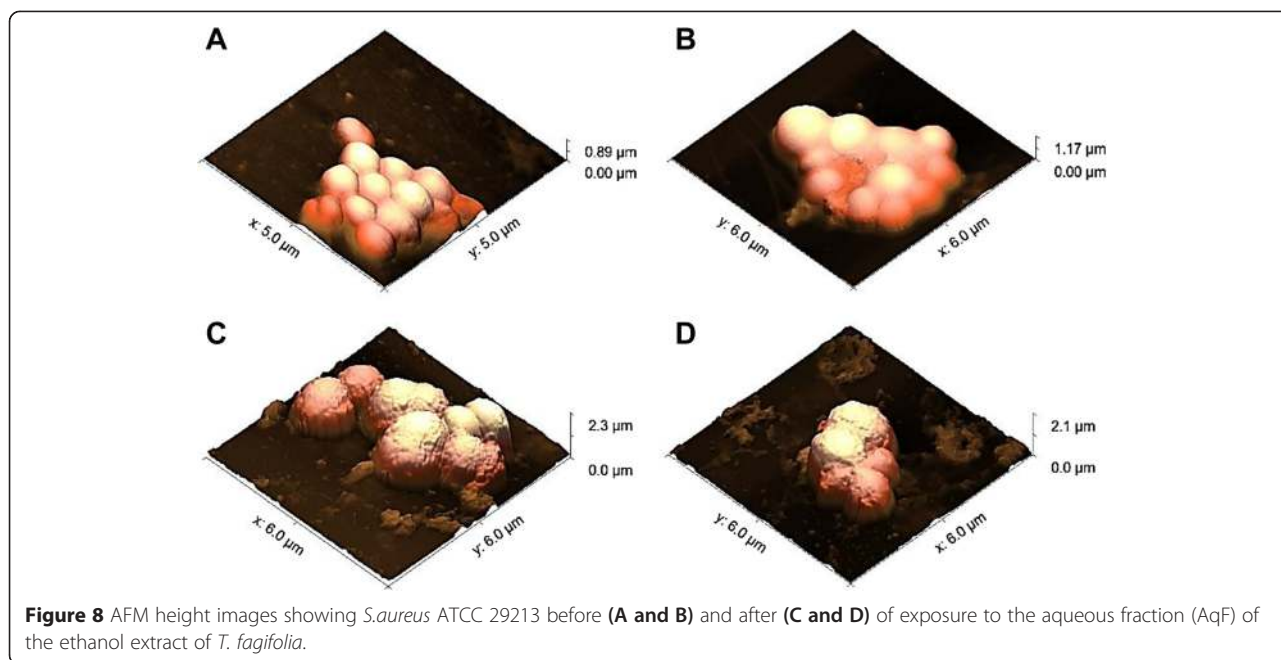 A
0.89 µm
0.00 µm
x: 5.0 µm
y: 5.0 µm
B
1.17 µm
0.00 µm
y: 6.0 µm
x: 6.0 µm
C
2.3 µm
0.0 µm
x: 6.0 µm
y: 6.0 µm
D
2.1 µm
0.0 µm
y: 6.0 µm
x: 6.0 µm
Figure 8 AFM height images showing S.aureus ATCC 29213 before (A and B) and after (C and D) of exposure to the aqueous fraction (AqF) of
the ethanol extract of T. fagifolia.